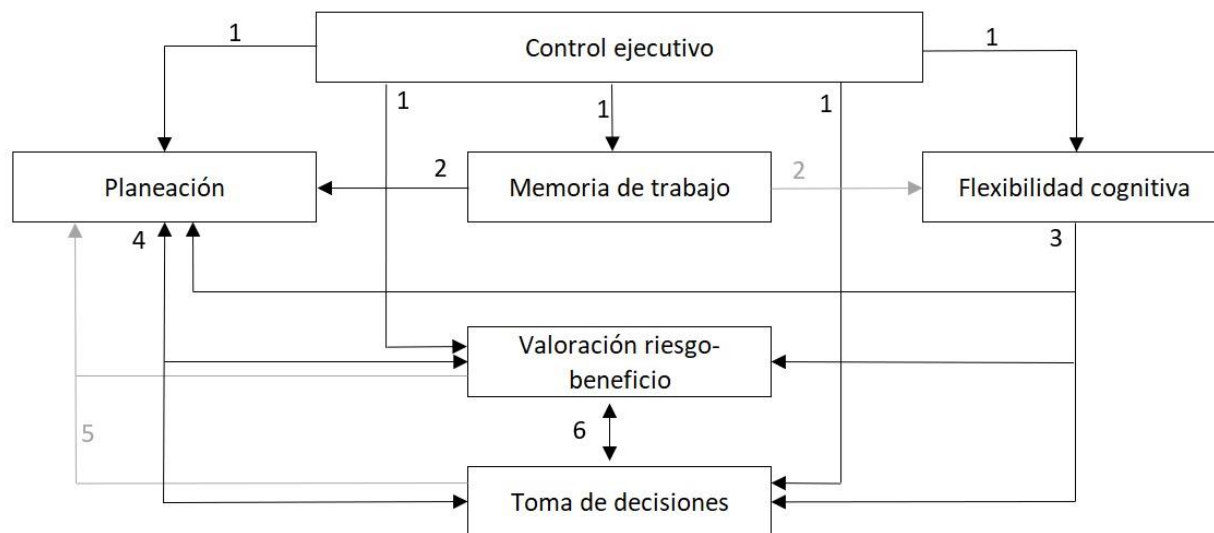 1
Control ejecutivo
1
1
1
1
Planeación
2
Memoria de trabajo
2
Flexibilidad cognitiva
4
3
Valoración riesgo-
beneficio
5
6
Toma de decisiones